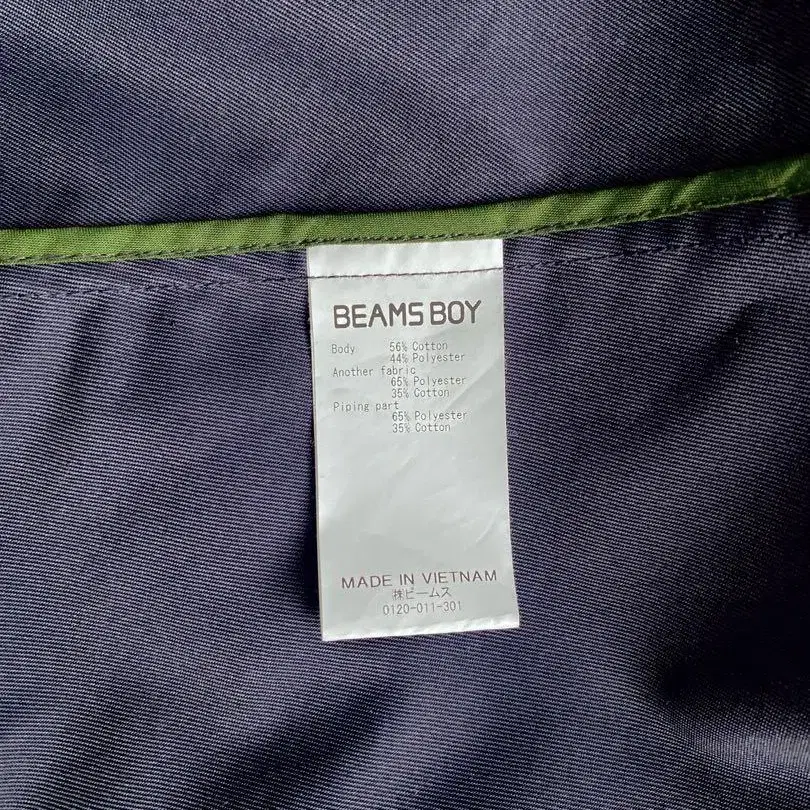 BEAMS BOY
Body 56% Cotton
44% Polyester
Another fabric
65% Polyester
35% Cotton
Piping part
65% Polyester
35% Cotton
MADE IN VIETNAM
㈱ビームス
0120-011-301